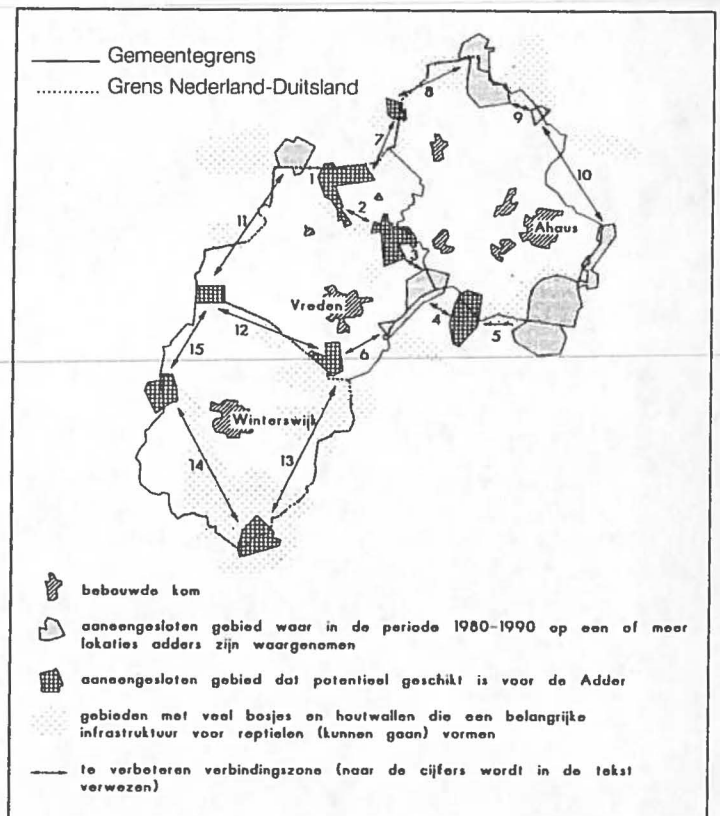 Gemeentegrens
Grens Nederland-Duitsland
8
9
7
10
1
2
11
Ahaus
3
Vreden
4
5
12
6
15
Winterswijk
14
13
bebouwde kom
aaneengesloten gebied waar in de periode 1980-1990 op een of meer
lokaties adders zijn waargenomen
aaneengesloten gebied dat potentieel geschikt is voor de Adder
gebieden met veel bosjes en houtwallen die een belangrijke
infrastruktuur voor reptielen (kunnen gaan) vormen
te verbeteren verbindingszone (naar de cijfers wordt in de tekst
verwezen)